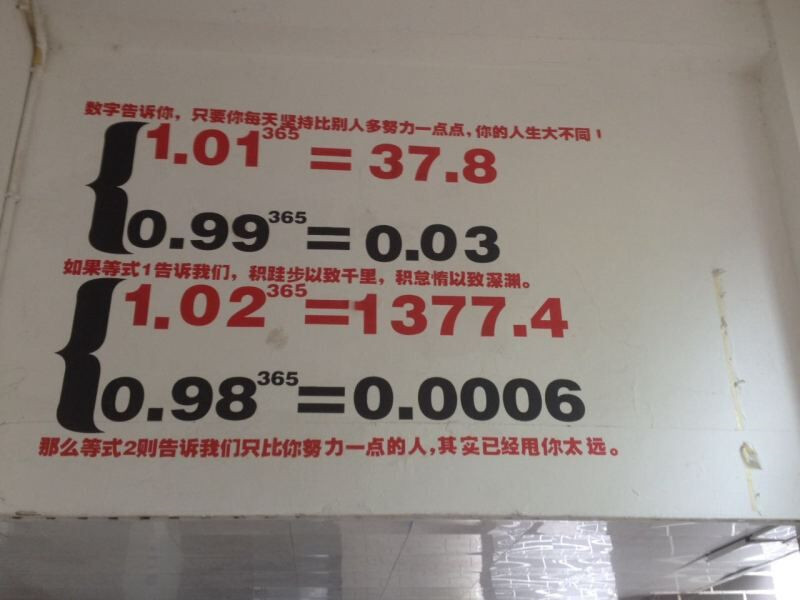 数字告诉你，只要你每天坚持比别人多努力一点点，你的人生大不同！
1.01³⁶⁵=37.8
0.99³⁶⁵=0.03
如果等式1告诉我们，积跬步以致千里，积怠惰以致深渊。
1.02³⁶⁵=1377.4
0.98³⁶⁵=0.0006
那么等式2则告诉我们只比你努力一点的人，其实已经甩你太远。